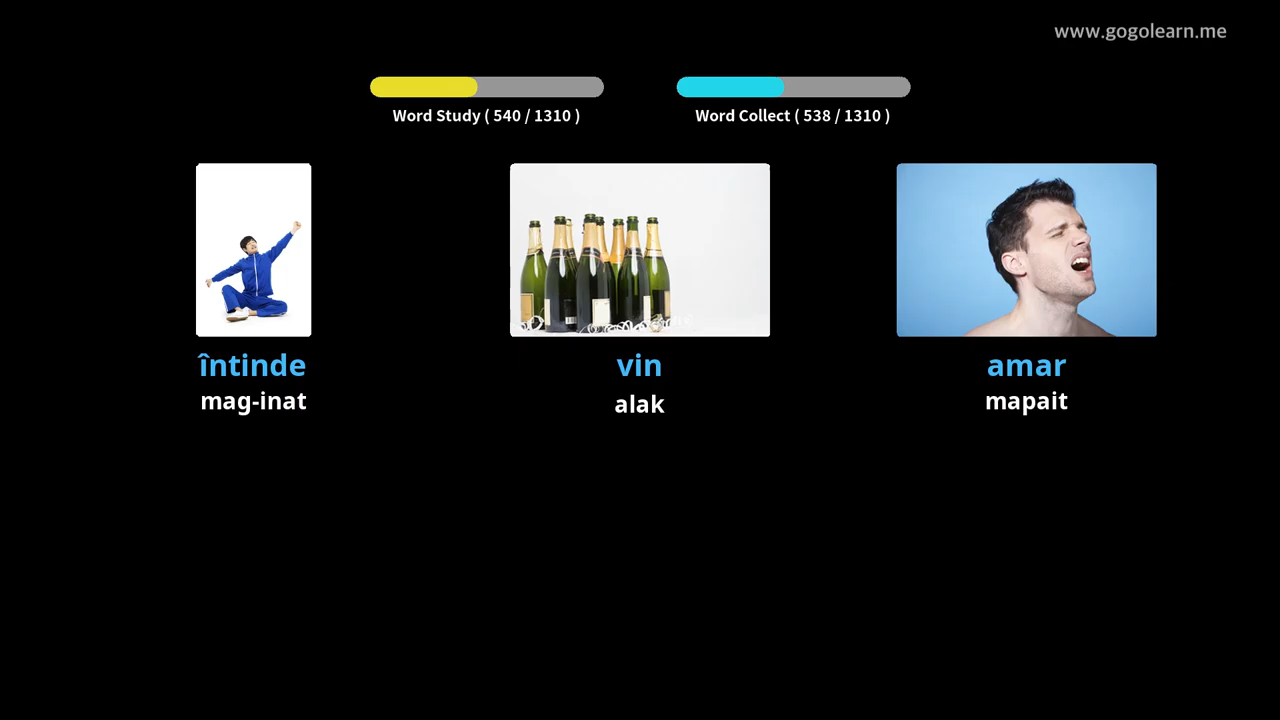 www.gogolearn.me
Word Study ( 540 / 1310 )
Word Collect ( 538 / 1310 )
întinde
mag-inat
vin
alak
amar
mapait